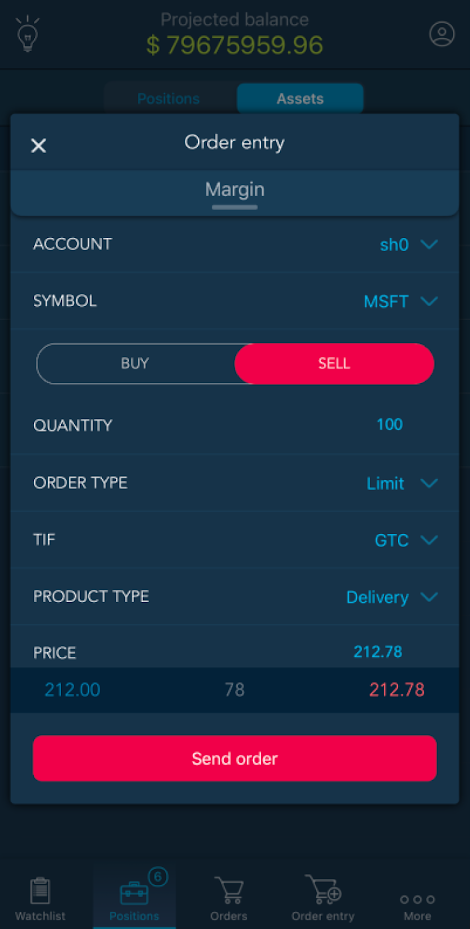 Projected balance
$ 79675959.96
Positions Assets
Order entry
Margin
ACCOUNT sh0
SYMBOL MSFT
BUY SELL
QUANTITY 100
ORDER TYPE Limit
TIF GTC
PRODUCT TYPE Delivery
PRICE 212.78
212.00 78 212.78
Send order
6
Watchlist Positions Orders Order entry More